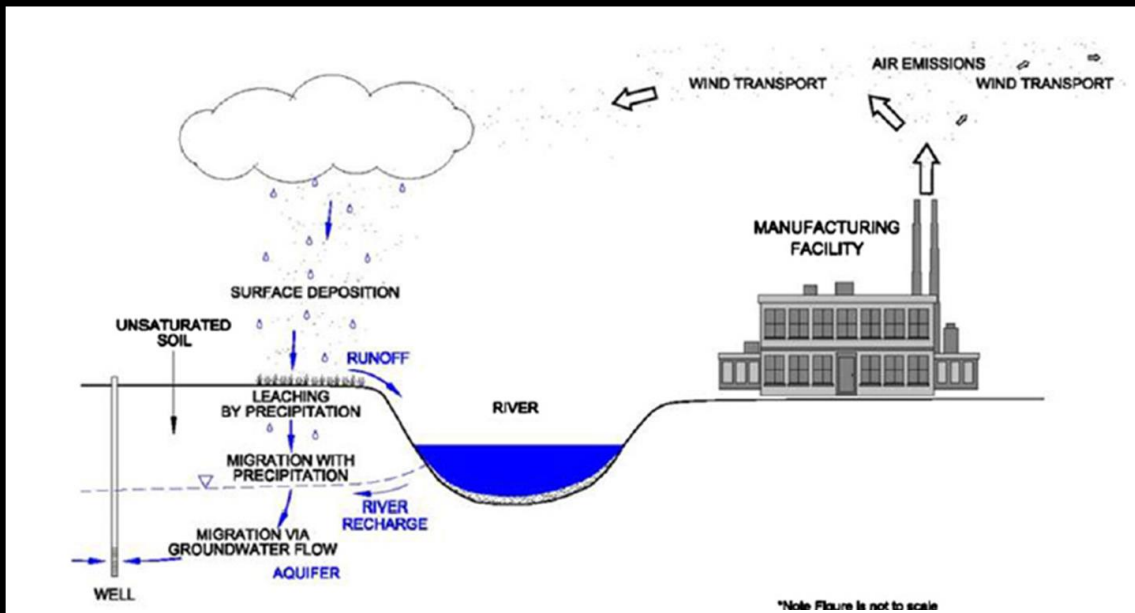 AIR EMISSIONS
WIND TRANSPORT
WIND TRANSPORT
MANUFACTURING
FACILITY
SURFACE DEPOSITION
UNSATURATED
SOIL
RUNOFF
LEACHING
BY PRECIPITATION
RIVER
MIGRATION WITH
PRECIPITATION
RIVER
RECHARGE
MIGRATION VIA
GROUNDWATER FLOW
AQUIFER
WELL
*Note Figure is not to scale